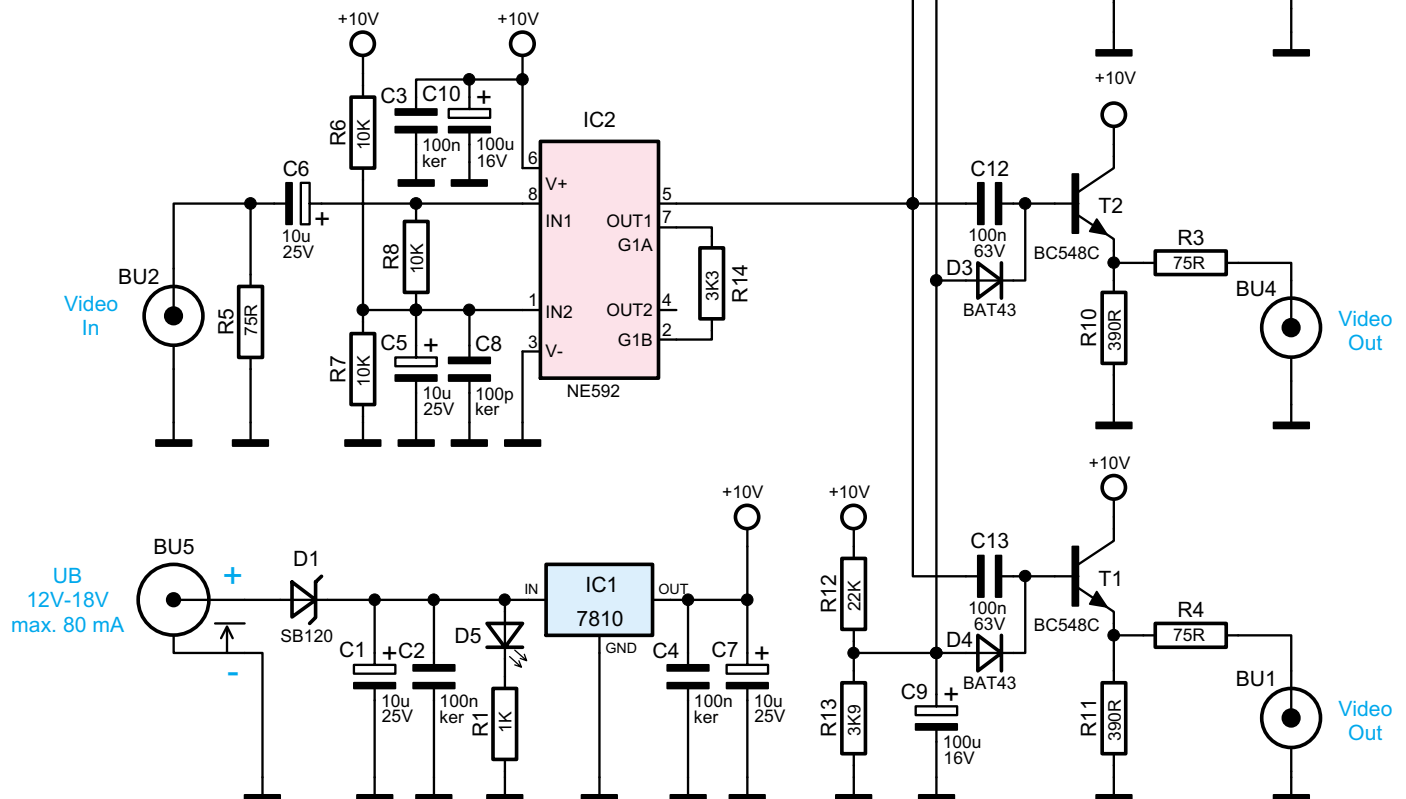 +10V
+10V
+10V
C3
C10
+
R6
10K
100n
ker
100u
16V
IC2
6
V+
8
IN1
5
OUT1
7
G1A
1
IN2
OUT2
4
3
V-
G1B
2
NE592
R14
3K3
C6
+
10u
25V
R8
10K
BU2
Video
In
R5
75R
R7
10K
C5
+
10u
25V
C8
100p
ker
C12
100n
63V
T2
BC548C
D3
BAT43
R3
75R
R10
390R
BU4
Video
Out
+10V
+10V
+10V
BU5
UB
12V-18V
max. 80 mA
+
-
D1
SB120
C1
+
10u
25V
C2
100n
ker
D5
R1
1K
IN
IC1
7810
OUT
GND
C4
100n
ker
C7
+
10u
25V
R12
22K
R13
3K9
C9
+
100u
16V
C13
100n
63V
D4
BAT43
T1
BC548C
R4
75R
R11
390R
BU1
Video
Out